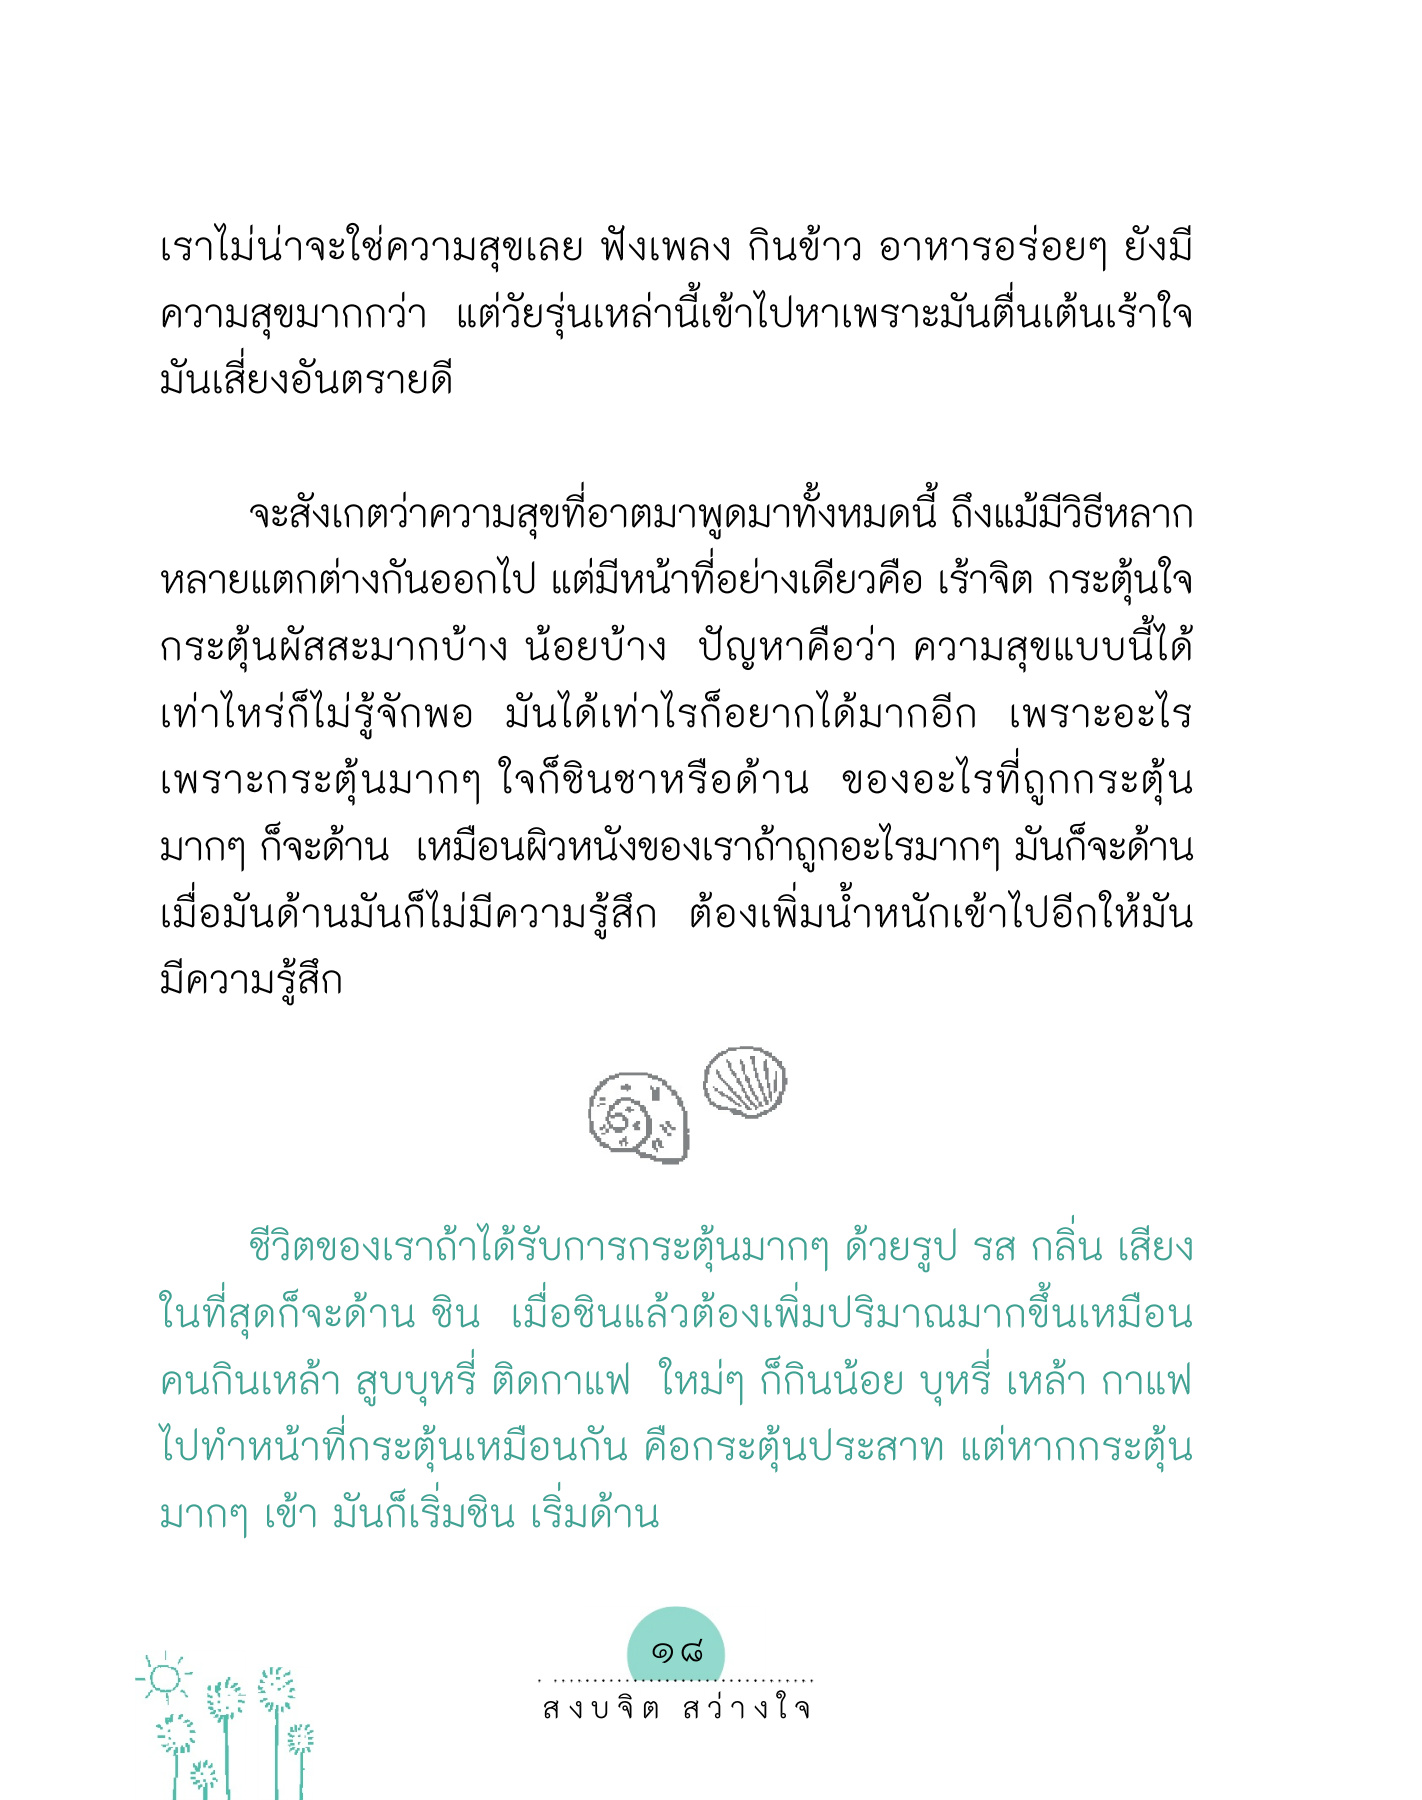 เราไม่น่าจะใช่ความสุขเลย ฟังเพลง กินข้าว อาหารอร่อยๆ ยังมี
ความสุขมากกว่า แต่วัยรุ่นเหล่านี้เข้าไปหาเพราะมันตื่นเต้นเร้าใจ
มันเสี่ยงอันตรายดี
จะสังเกตว่าความสุขที่อาตมาพูดมาทั้งหมดนี้ ถึงแม้มีวิธีหลาก
หลายแตกต่างกันออกไป แต่มีหน้าที่อย่างเดียวคือ เร้าจิต กระตุ้นใจ
กระตุ้นผัสสะมากบ้าง น้อยบ้าง ปัญหาคือว่า ความสุขแบบนี้ได้
เท่าไหร่ก็ไม่รู้จักพอ มันได้เท่าไรก็อยากได้มากอีก เพราะอะไร
เพราะกระตุ้นมากๆ ใจก็ชินชาหรือด้าน ของอะไรที่ถูกกระตุ้น
มากๆ ก็จะด้าน เหมือนผิวหนังของเราถ้าถูกอะไรมากๆ มันก็จะด้าน
เมื่อมันด้านมันก็ไม่มีความรู้สึก ต้องเพิ่มน้ำหนักเข้าไปอีกให้มัน
มีความรู้สึก
ชีวิตของเราถ้าได้รับการกระตุ้นมากๆ ด้วยรูป รส กลิ่น เสียง
ในที่สุดก็จะด้าน ชิน เมื่อชินแล้วต้องเพิ่มปริมาณมากขึ้นเหมือน
คนกินเหล้า สูบบุหรี่ ติดกาแฟ ใหม่ๆ ก็กินน้อย บุหรี่ เหล้า กาแฟ
ไปทำหน้าที่กระตุ้นเหมือนกัน คือกระตุ้นประสาท แต่หากกระตุ้น
มากๆ เข้า มันก็เริ่มชิน เริ่มด้าน
๑๘
สงบจิต สว่างใจ